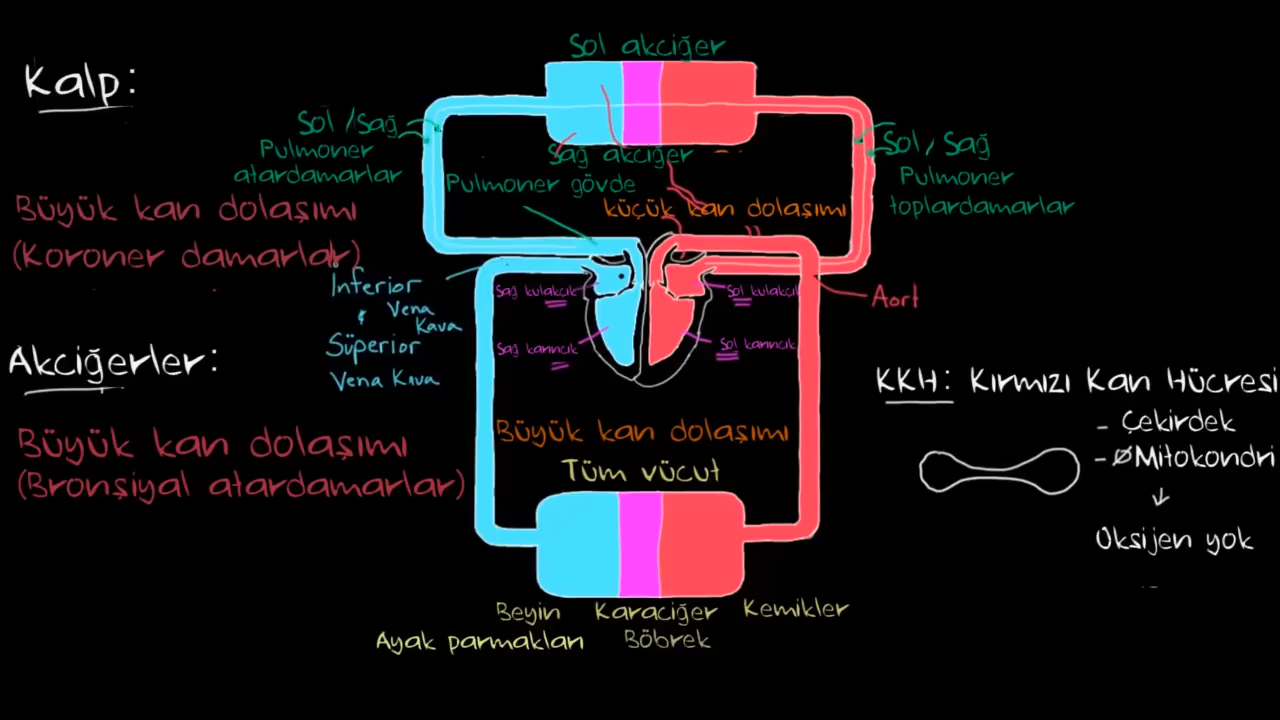 Kalp:
Büyük kan dolaşımı
(Koroner damarlar)
Akciğerler:
Büyük kan dolaşımı
(Bronşiyal atardamarlar)
Sol akciğer
Sol / Sağ
Pulmoner
atardamarlar
Sağ akciğer
Pulmoner gövde
küçük kan dolaşımı
Sol / Sağ
Pulmoner
toplardamarlar
İnferior
Vena
Kava
Süperior
Vena Kava
Sağ kulakçık
Sol kulakçık
Sağ karıncık
Sol karıncık
Aort
Büyük kan dolaşımı
Tüm vücut
Beyin Karaciğer Kemikler
Ayak parmakları Böbrek
KKH: Kırmızı Kan Hücresi
- Çekirdek
- Ø Mitokondri
↓
Oksijen yok